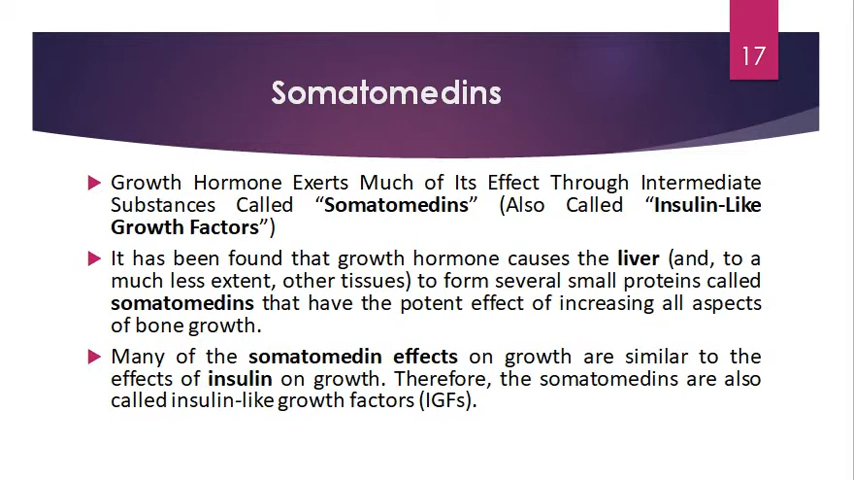 17
Somatomedins
Growth Hormone Exerts Much of Its Effect Through Intermediate
Substances Called “Somatomedins” (Also Called “Insulin-Like
Growth Factors”)
It has been found that growth hormone causes the liver (and, to a
much less extent, other tissues) to form several small proteins called
somatomedins that have the potent effect of increasing all aspects
of bone growth.
Many of the somatomedin effects on growth are similar to the
effects of insulin on growth. Therefore, the somatomedins are also
called insulin-like growth factors (IGFs).